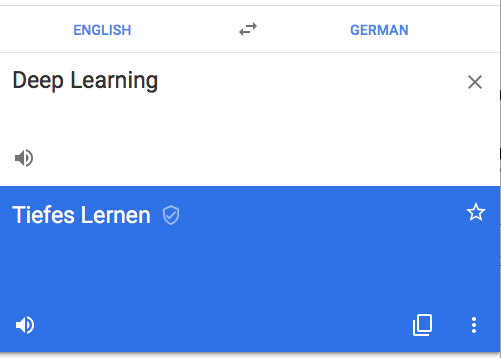 ENGLISH GERMAN
Deep Learning
Tiefes Lernen